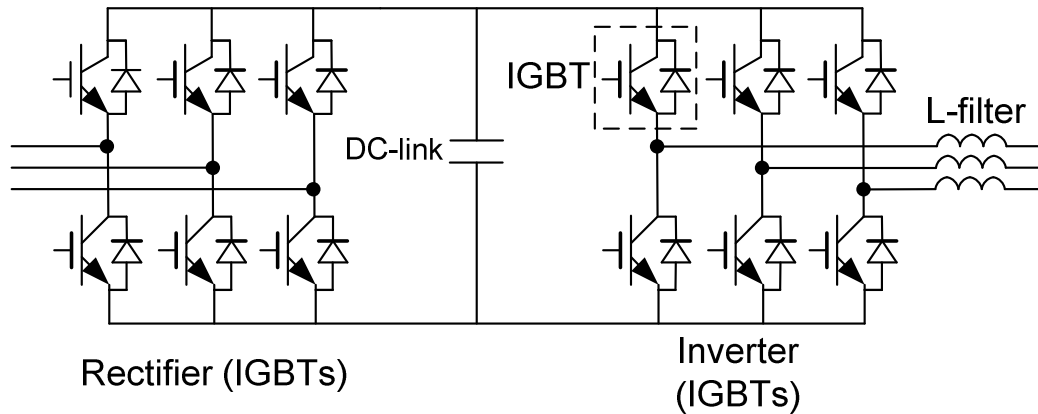 IGBT
L-filter
DC-link
Rectifier (IGBTs)
Inverter
(IGBTs)